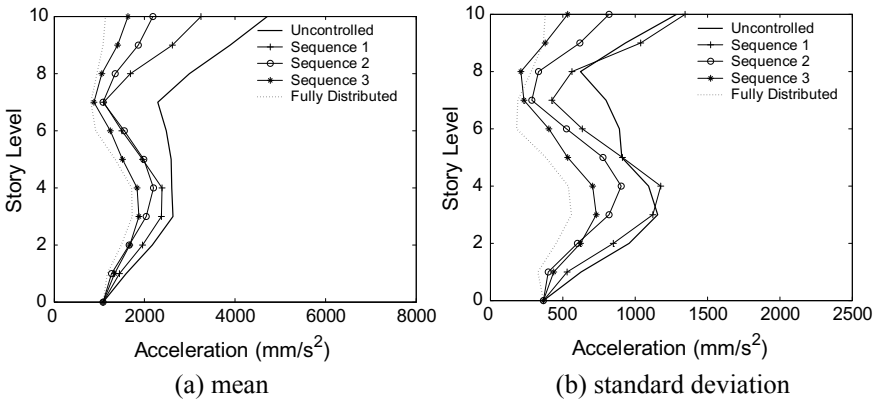 10
8
6
4
2
0
Story Level
Uncontrolled
Sequence 1
Sequence 2
Sequence 3
Fully Distributed
0 2000 4000 6000 8000
Acceleration (mm/s²)
(a) mean
10
8
6
4
2
0
Story Level
Uncontrolled
Sequence 1
Sequence 2
Sequence 3
Fully Distributed
0 500 1000 1500 2000 2500
Acceleration (mm/s²)
(b) standard deviation